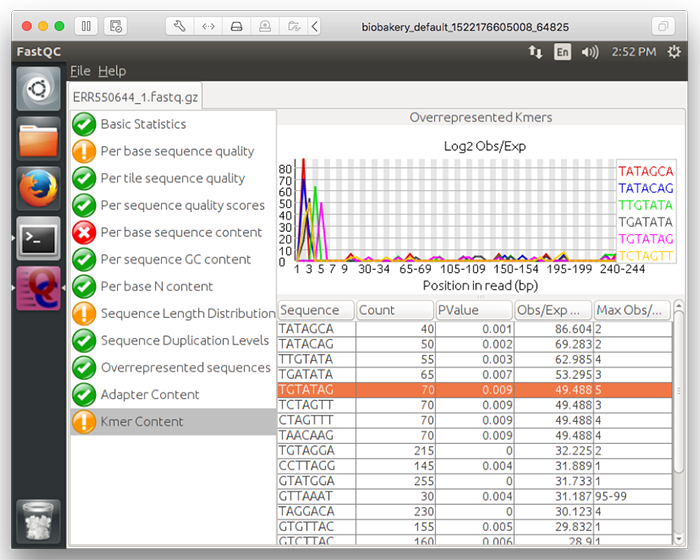 biobakery_default_1522176605008_64825
FastQC
En
2:52 PM
File Help
ERR550644_1.fastq.gz
Basic Statistics
Per base sequence quality
Per tile sequence quality
Per sequence quality scores
Per base sequence content
Per sequence GC content
Per base N content
Sequence Length Distribution
Sequence Duplication Levels
Overrepresented sequences
Adapter Content
Kmer Content
Overrepresented Kmers
Log2 Obs/Exp
80
70
60
50
40
30
20
10
0
TATAGCA
TATACAG
TTGTATA
TGATATA
TGTATAG
TCTAGTT
1 3 5 7 9 30-34 65-69 105-109 150-154 195-199 240-244
Position in read (bp)
Sequence Count PValue Obs/Exp ... Max Obs/...
TATAGCA 40 0.001 86.604 2
TATACAG 50 0.002 69.283 2
TTGTATA 55 0.003 62.985 4
TGATATA 65 0.007 53.295 3
TGTATAG 70 0.009 49.488 5
TCTAGTT 70 0.009 49.488 3
CTAGTTT 70 0.009 49.488 4
TAACAAG 70 0.009 49.488 4
TGTAGGA 215 0 32.225 2
CCTTAGG 145 0.004 31.889 1
GTATGGA 255 0 31.733 1
GTTAAAT 30 0.004 31.187 95-99
TAGGACA 230 0 30.123 4
GTGTTAC 155 0.005 29.832 1
GTCTTAC 160 0.006 28.9 1